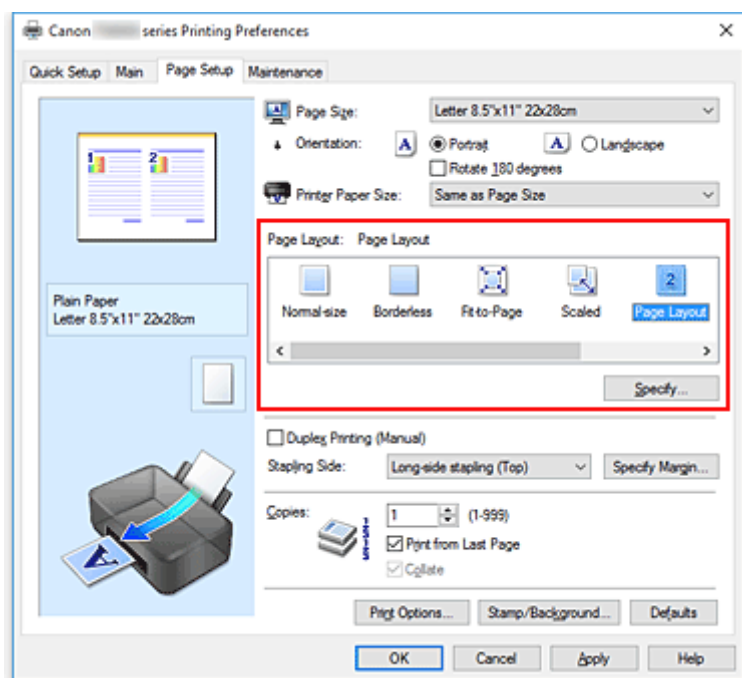 Canon series Printing Preferences
Quick Setup Main Page Setup Maintenance
Page Size: Letter 8.5"x11" 22x28cm
Orientation: A Portrait A Landscape
Rotate 180 degrees
Printer Paper Size: Same as Page Size
1 2
Page Layout: Page Layout
2
Normal-size Borderless Fit-to-Page Scaled Page Layout
Plain Paper
Letter 8.5"x11" 22x28cm
Specify...
Duplex Printing (Manual)
Stapling Side: Long-side stapling (Top) Specify Margin...
Copies: 1 (1-999)
Print from Last Page
Collate
A
Print Options... Stamp/Background... Defaults
OK Cancel Apply Help